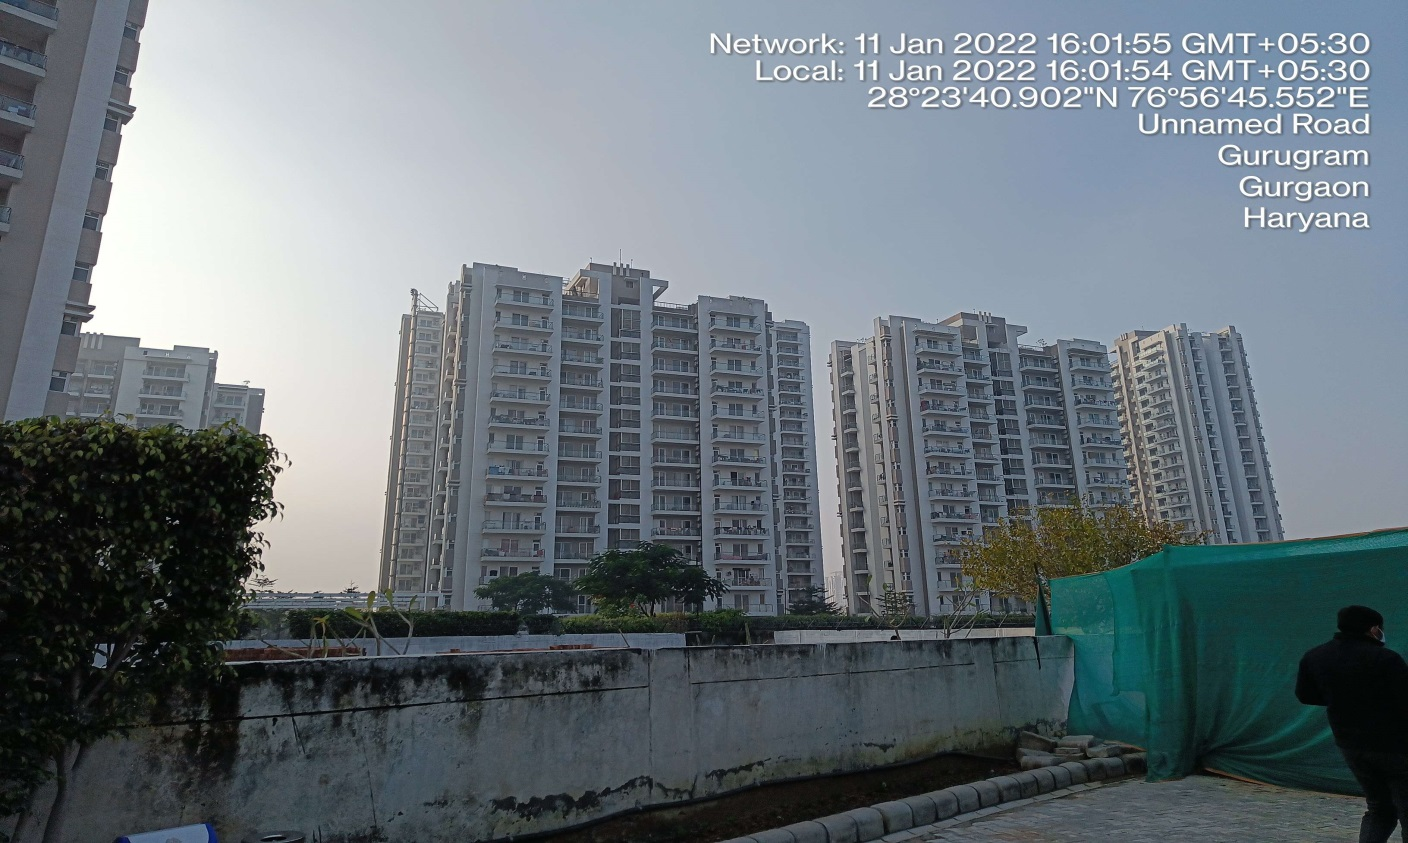 Network: 11 Jan 2022 16:01:55 GMT+05:30
Local: 11 Jan 2022 16:01:54 GMT+05:30
28°23'40.902"N 76°56'45.552"E
Unnamed Road
Gurugram
Gurgaon
Haryana